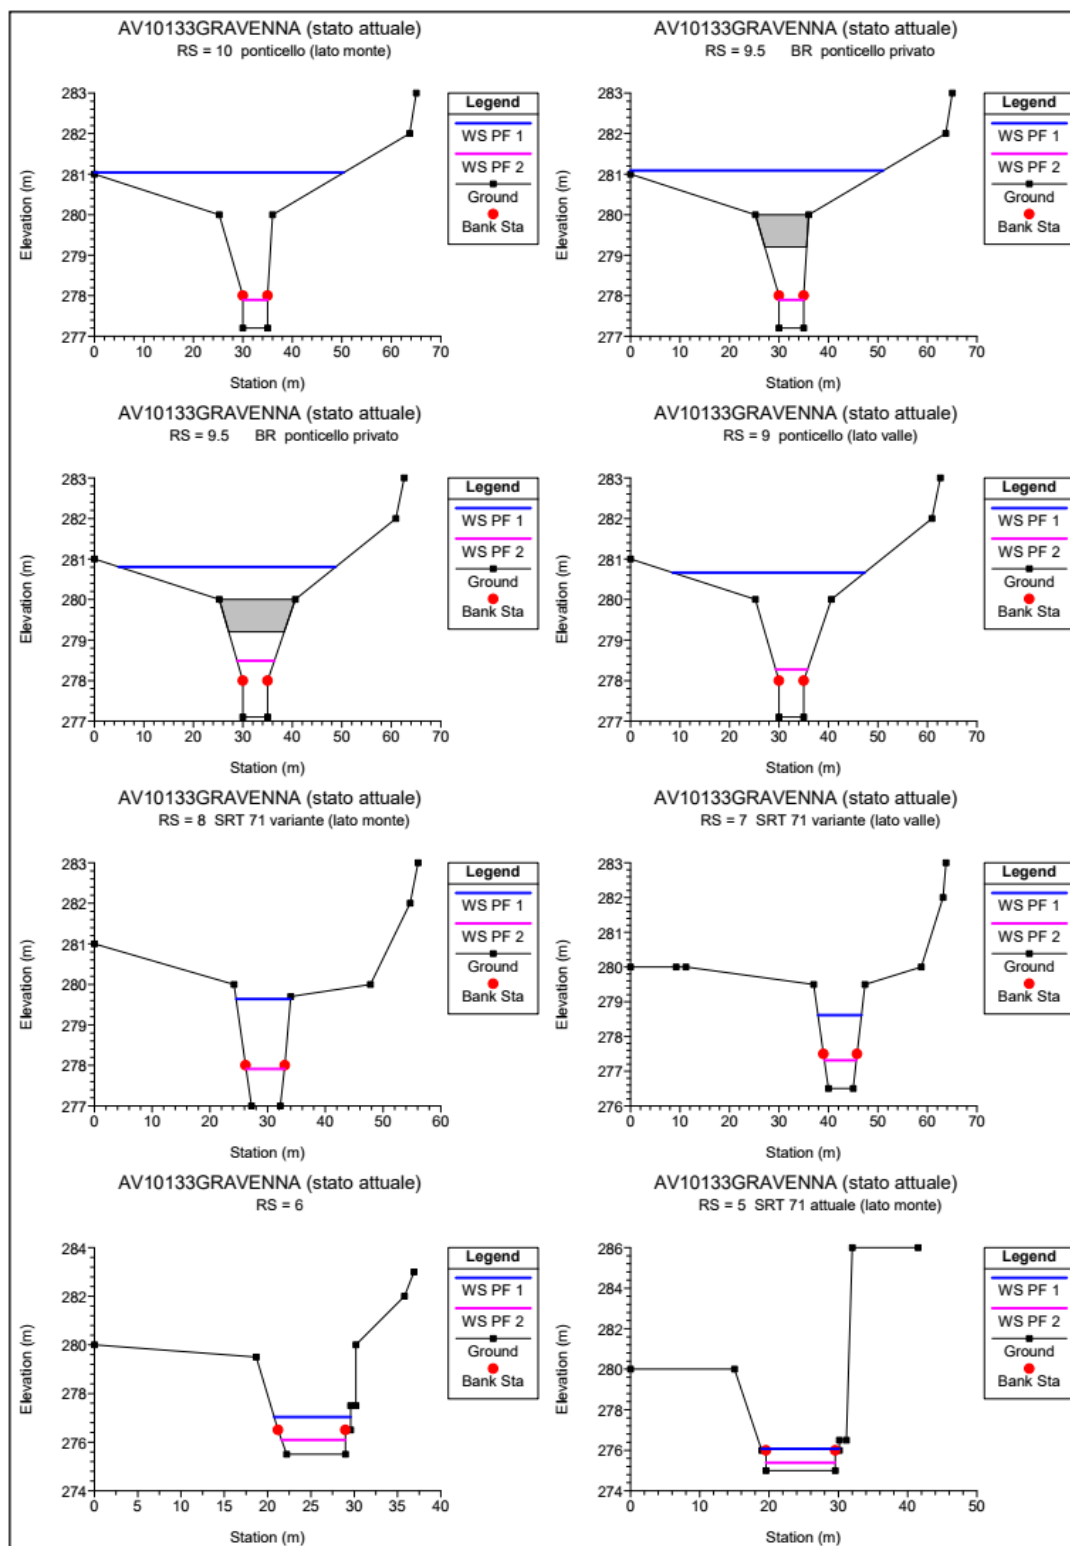 AV10133GRAVENNA (stato attuale)
RS = 10 ponticello (lato monte)
283
282
281
280
279
278
277
0 10 20 30 40 50 60 70
Elevation (m)
Station (m)
Legend
WS PF 1
WS PF 2
Ground
Bank Sta
AV10133GRAVENNA (stato attuale)
RS = 9.5 BR ponticello privato
283
282
281
280
279
278
277
0 10 20 30 40 50 60 70
Elevation (m)
Station (m)
Legend
WS PF 1
WS PF 2
Ground
Bank Sta
AV10133GRAVENNA (stato attuale)
RS = 9.5 BR ponticello privato
283
282
281
280
279
278
277
0 10 20 30 40 50 60 70
Elevation (m)
Station (m)
Legend
WS PF 1
WS PF 2
Ground
Bank Sta
AV10133GRAVENNA (stato attuale)
RS = 9 ponticello (lato valle)
283
282
281
280
279
278
277
0 10 20 30 40 50 60 70
Elevation (m)
Station (m)
Legend
WS PF 1
WS PF 2
Ground
Bank Sta
AV10133GRAVENNA (stato attuale)
RS = 8 SRT 71 variante (lato monte)
283
282
281
280
279
278
277
0 10 20 30 40 50 60
Elevation (m)
Station (m)
Legend
WS PF 1
WS PF 2
Ground
Bank Sta
AV10133GRAVENNA (stato attuale)
RS = 7 SRT 71 variante (lato valle)
283
282
281
280
279
278
277
276
0 10 20 30 40 50 60 70
Elevation (m)
Station (m)
Legend
WS PF 1
WS PF 2
Ground
Bank Sta
AV10133GRAVENNA (stato attuale)
RS = 6
284
282
280
278
276
274
0 5 10 15 20 25 30 35 40
Elevation (m)
Station (m)
Legend
WS PF 1
WS PF 2
Ground
Bank Sta
AV10133GRAVENNA (stato attuale)
RS = 5 SRT 71 attuale (lato monte)
286
284
282
280
278
276
274
0 10 20 30 40 50
Elevation (m)
Station (m)
Legend
WS PF 1
WS PF 2
Ground
Bank Sta